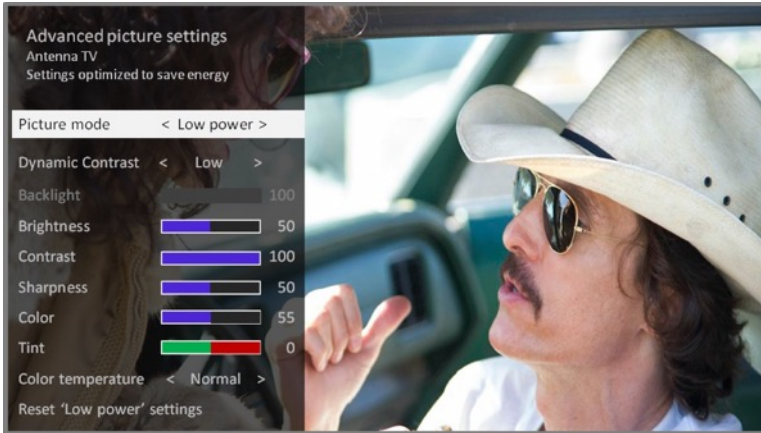 Advanced picture settings
Antenna TV
Settings optimized to save energy
Picture mode < Low power >
Dynamic Contrast < Low >
Backlight 100
Brightness 50
Contrast 100
Sharpness 50
Color 55
Tint 0
Color temperature < Normal >
Reset ‘Low power’ settings